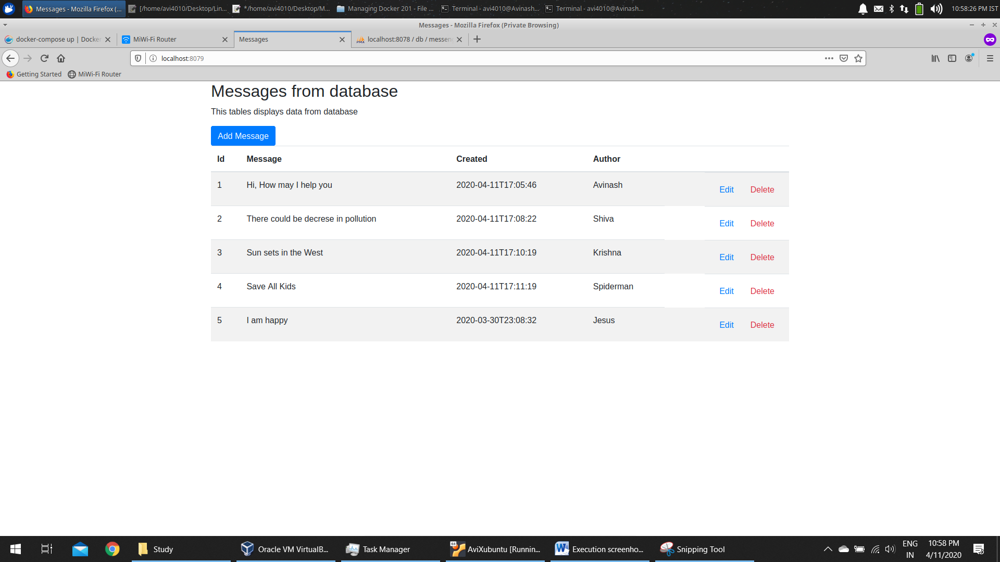 Messages - Mozilla Firefox (... [/home/avi4010/Desktop/Lin... */home/avi4010/Desktop/M... Managing Docker 201 - File ... Terminal - avi4010@Avinash... Terminal - avi4010@Avinash... 10:58:26 PM IST
Messages - Mozilla Firefox (Private Browsing)
docker-compose up | Docker MiWi-Fi Router Messages PMA localhost:8078 / db / messen
localhost:8079
Getting Started MiWi-Fi Router
Messages from database
This tables displays data from database
Add Message
Id Message Created Author
1 Hi, How may I help you 2020-04-11T17:05:46 Avinash Edit Delete
2 There could be decrese in pollution 2020-04-11T17:08:22 Shiva Edit Delete
3 Sun sets in the West 2020-04-11T17:10:19 Krishna Edit Delete
4 Save All Kids 2020-04-11T17:11:19 Spiderman Edit Delete
5 I am happy 2020-03-30T23:08:32 Jesus Edit Delete
Study Oracle VM VirtualB... Task Manager 64 AviXubuntu [Runnin... Execution screenho... Snipping Tool ENG 10:58 PM
IN 4/11/2020